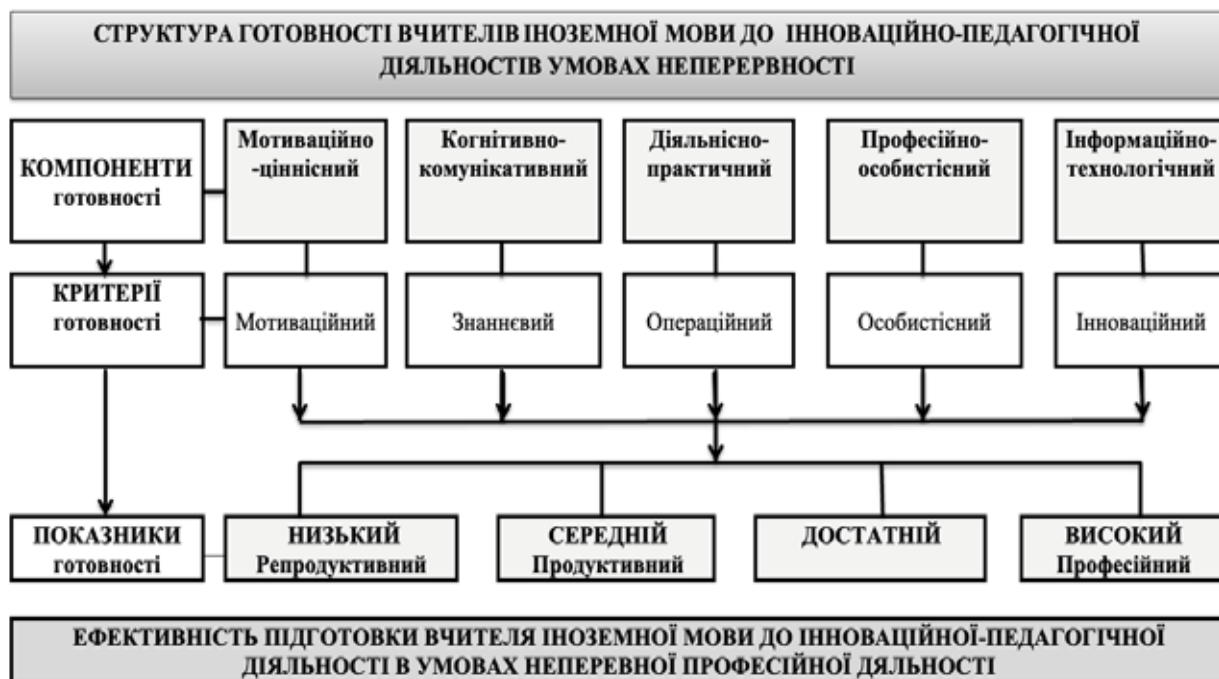 СТРУКТУРА ГОТОВНОСТІ ВЧИТЕЛІВ ІНОЗЕМНОЇ МОВИ ДО ІННОВАЦІЙНО-ПЕДАГОГІЧНОЇ
ДІЯЛЬНОСТІВ УМОВАХ НЕПЕРЕРВНОСТІ
КОМПОНЕНТИ
готовності
Мотиваційно
-ціннісний
Когнітивно-
комунікативний
Діяльнісно-
практичний
Професійно-
особистісний
Інформаційно-
технологічний
КРИТЕРІЇ
готовності
Мотиваційний
Знаннєвий
Операційний
Особистісний
Інноваційний
ПОКАЗНИКИ
готовності
НИЗЬКИЙ
Репродуктивний
СЕРЕДНІЙ
Продуктивний
ДОСТАТНІЙ
ВИСОКИЙ
Професійний
ЕФЕКТИВНІСТЬ ПІДГОТОВКИ ВЧИТЕЛЯ ІНОЗЕМНОЇ МОВИ ДО ІННОВАЦІЙНОЇ-ПЕДАГОГІЧНОЇ
ДІЯЛЬНОСТІ В УМОВАХ НЕПЕРЕВНОЇ ПРОФЕСІЙНОЇ ДЯЛЬНОСТІ